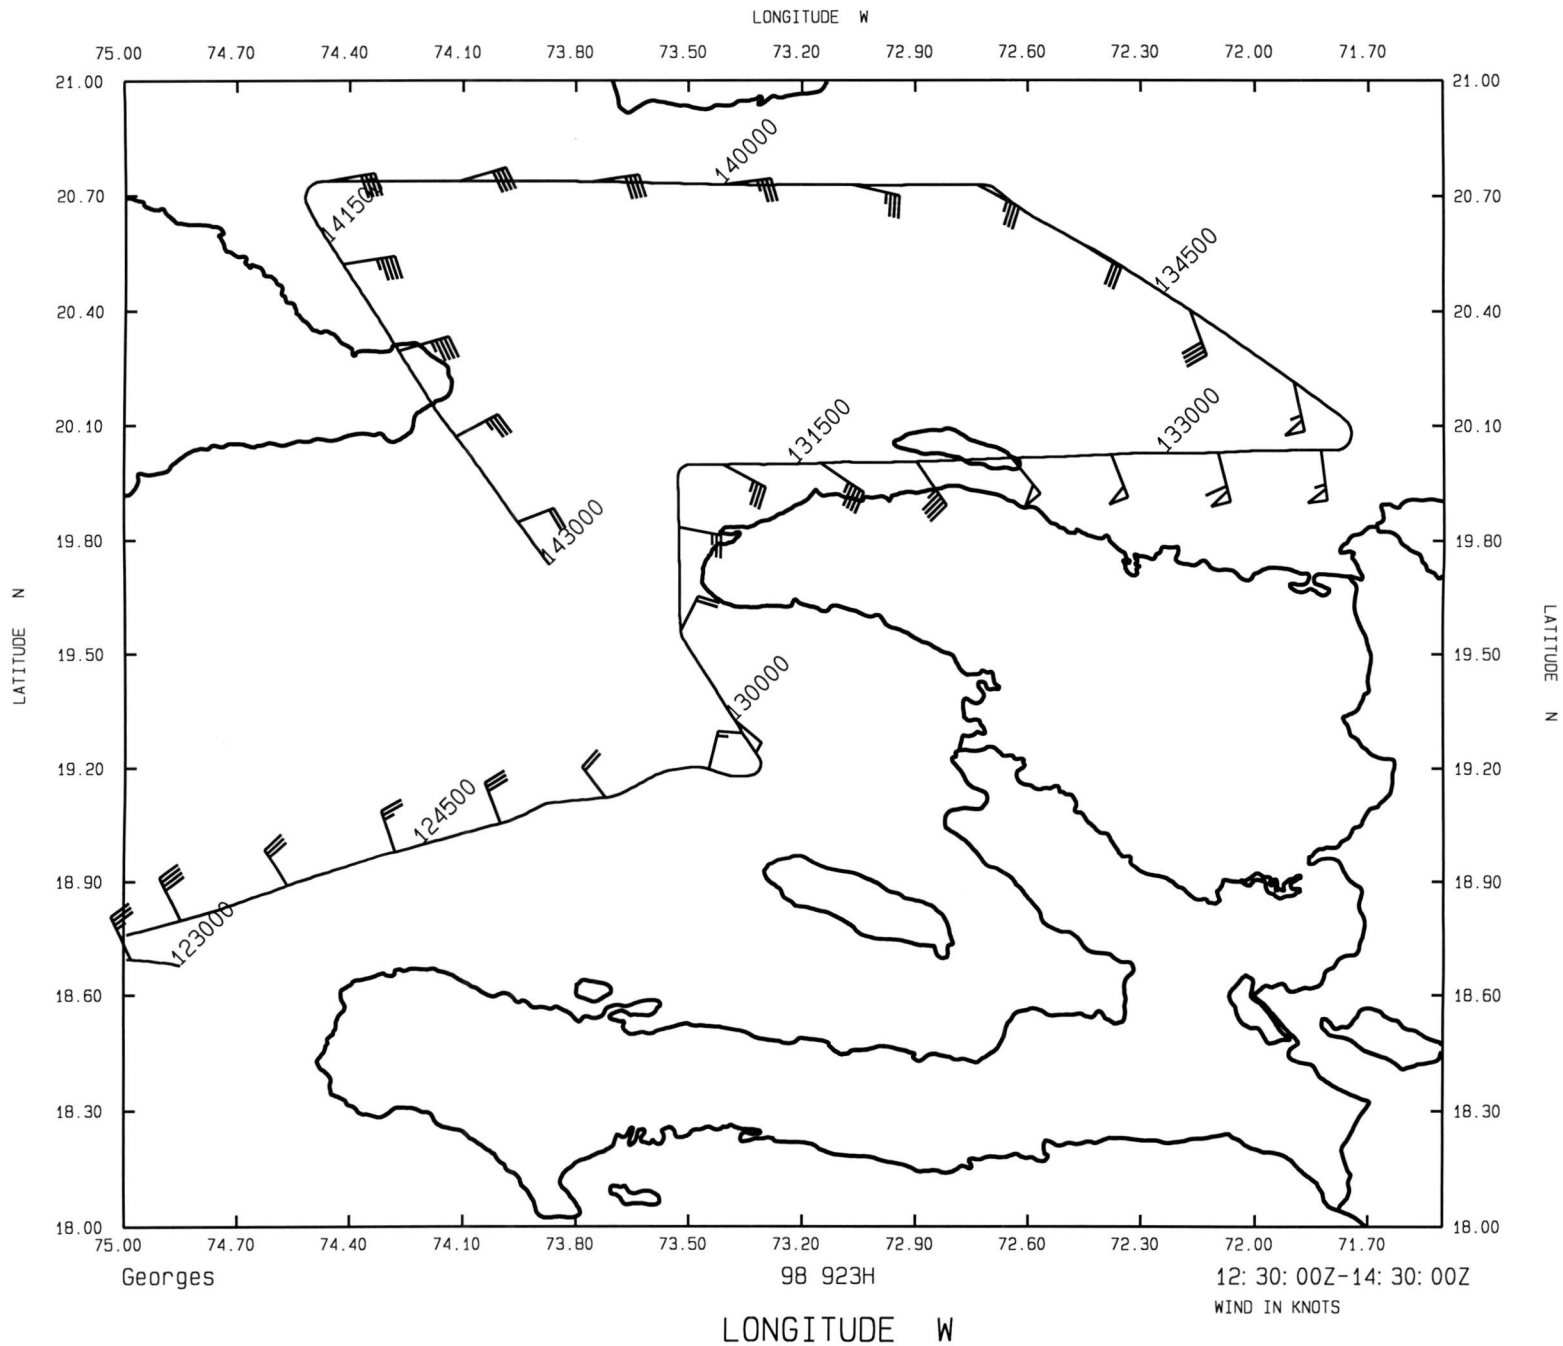 LONGITUDE W
75.00 74.70 74.40 74.10 73.80 73.50 73.20 72.90 72.60 72.30 72.00 71.70
21.00 21.00
140000
20.70 20.70
141500
134500
20.40 20.40
133000
131500
20.10 20.10
143000
19.80 19.80
LATITUDE N
LATITUDE N
19.50 19.50
130000
19.20 19.20
124500
18.90 18.90
123000
18.60 18.60
18.30 18.30
18.00 18.00
75.00 74.70 74.40 74.10 73.80 73.50 73.20 72.90 72.60 72.30 72.00 71.70
Georges 98 923H 12:30:00Z-14:30:00Z
WIND IN KNOTS
LONGITUDE W